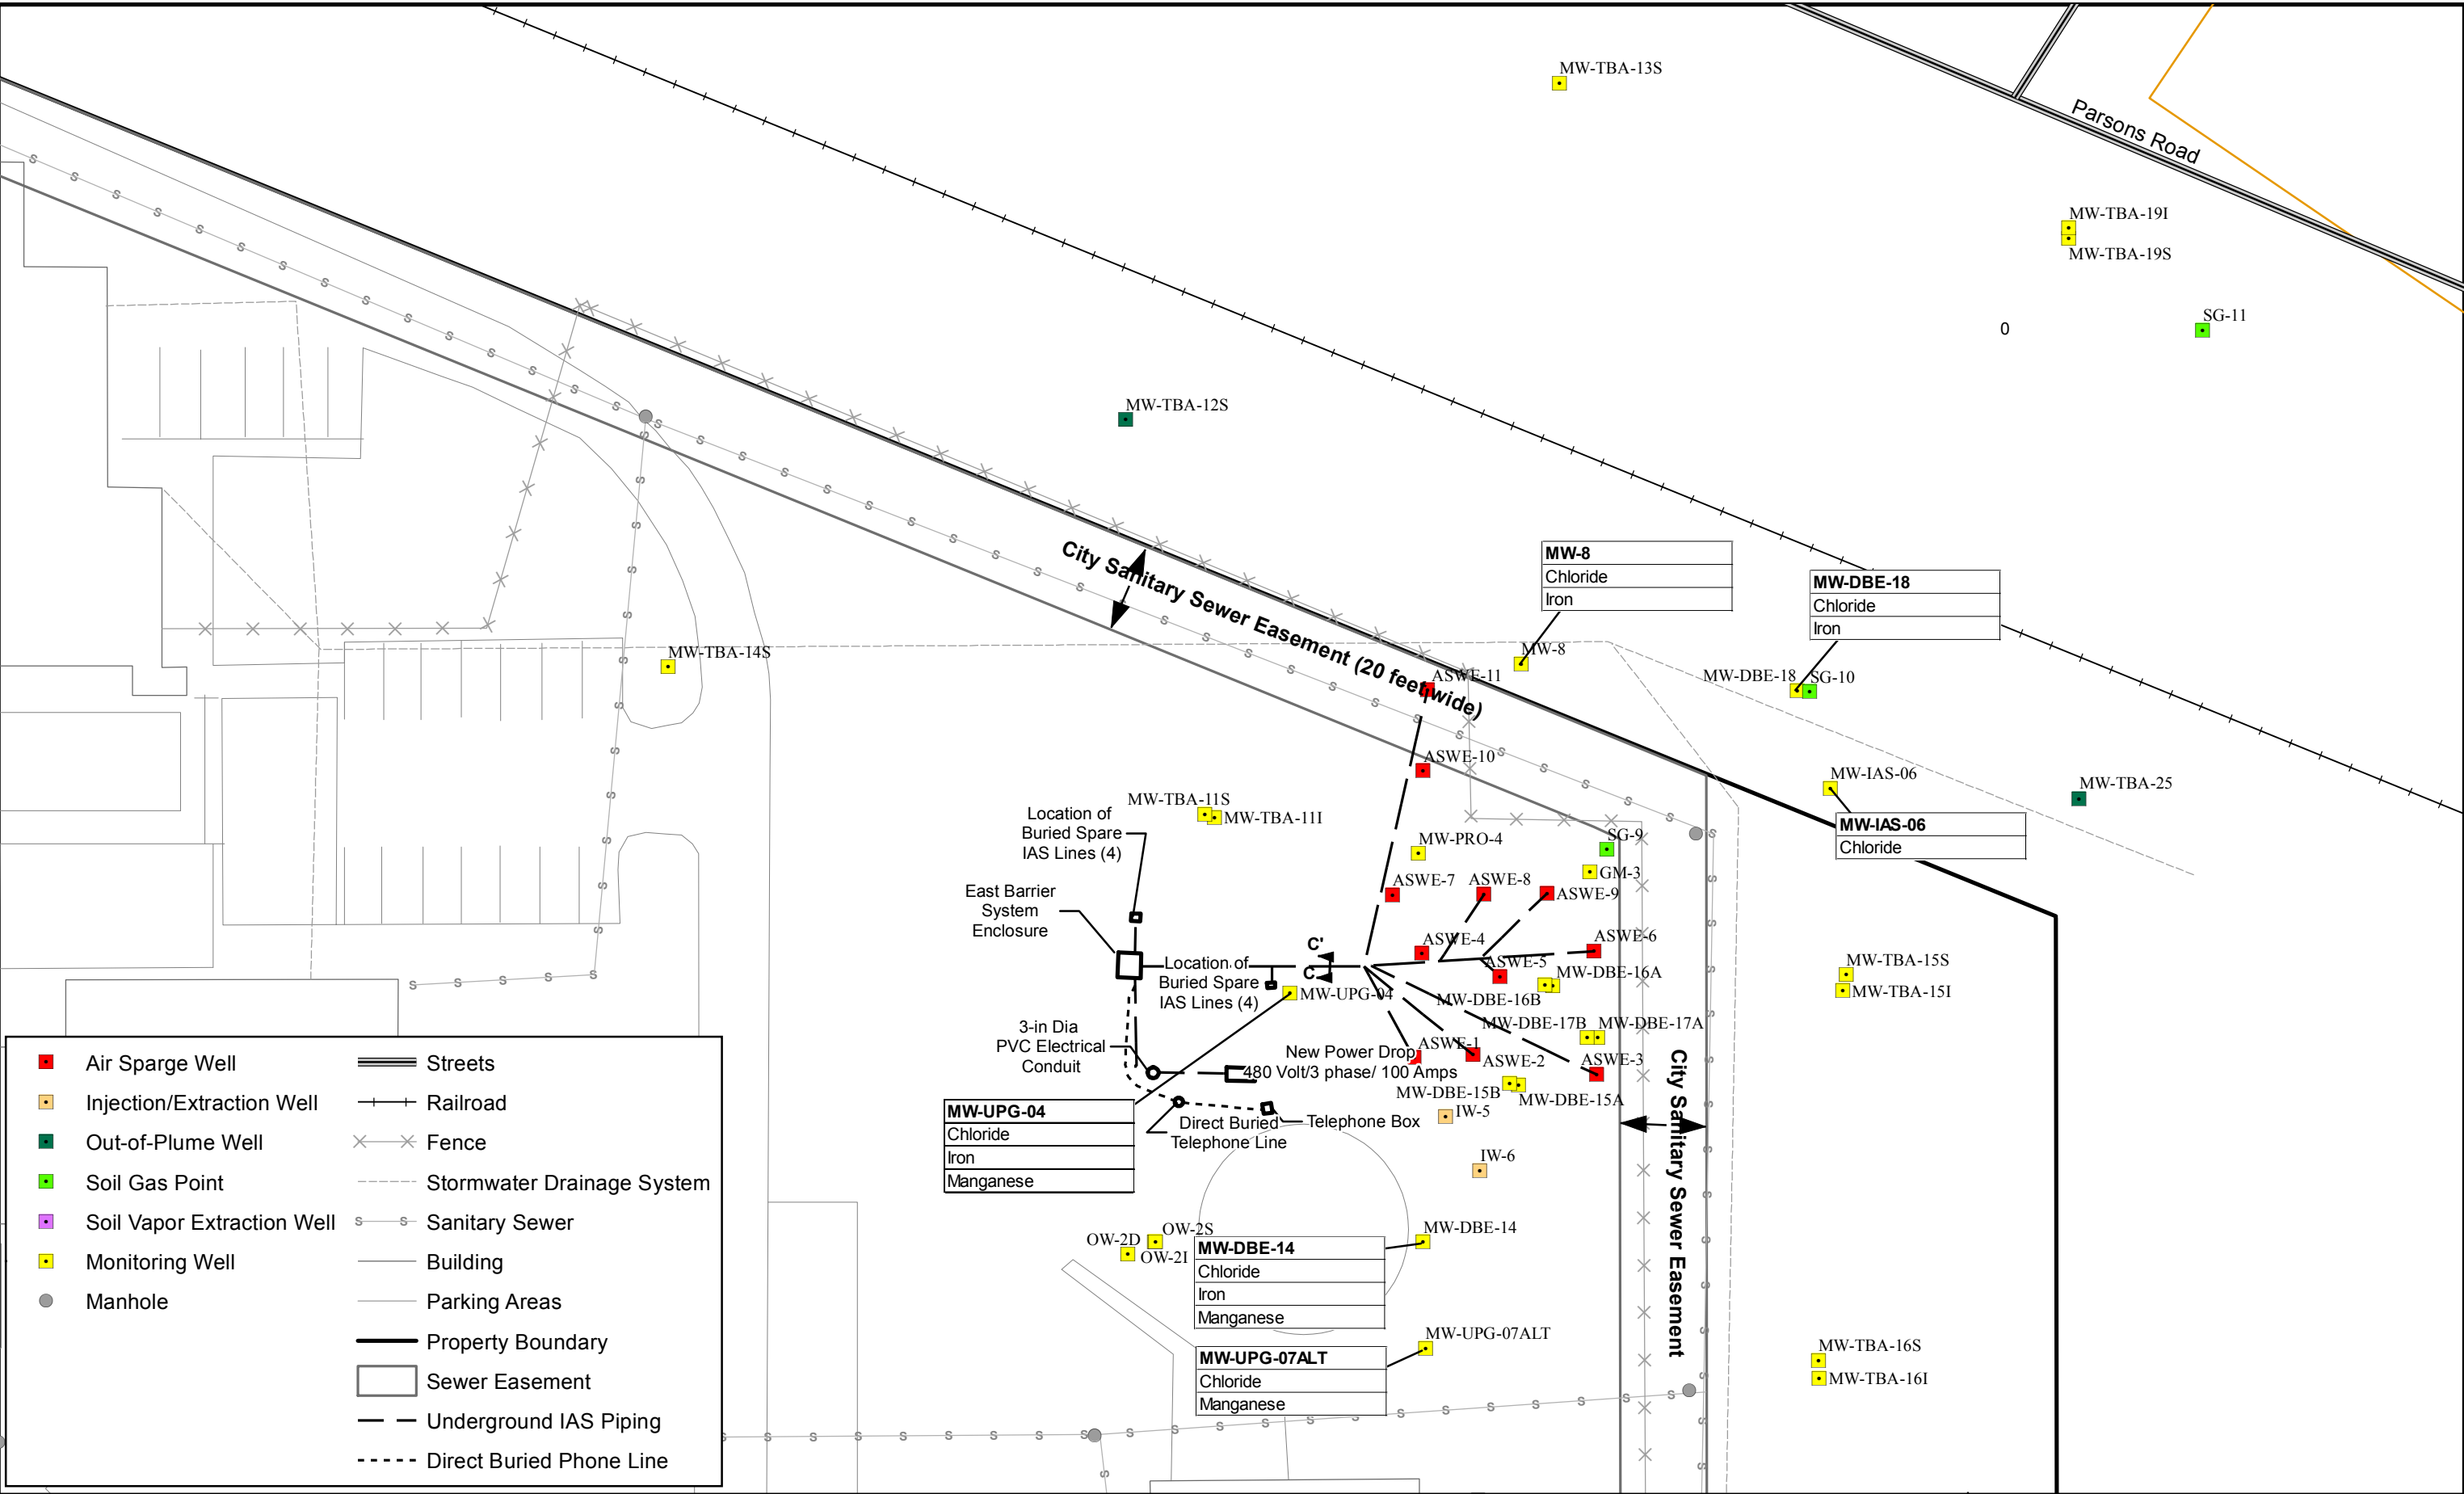 MW-TBA-13S
Parsons Road
MW-TBA-19I
MW-TBA-19S
SG-11
0
MW-TBA-12S
City Sanitary Sewer Easement (20 feet wide)
MW-8
Chloride
Iron
MW-DBE-18
Chloride
Iron
MW-TBA-14S
MW-8
MW-DBE-18
SG-10
ASWE-11
ASWE-10
MW-IAS-06
MW-TBA-25
MW-IAS-06
Chloride
MW-TBA-11S
MW-TBA-11I
Location of
Buried Spare
IAS Lines (4)
MW-PRO-4
SG-9
GM-3
East Barrier
System
Enclosure
ASWE-7
ASWE-8
ASWE-9
ASWE-4
ASWE-6
C'
C
Location of
Buried Spare
IAS Lines (4)
ASWE-5
MW-DBE-16A
MW-TBA-15S
MW-TBA-15I
MW-UPG-04
MW-DBE-16B
3-in Dia
PVC Electrical
Conduit
MW-DBE-17B
MW-DBE-17A
New Power Drop
480 Volt/3 phase/ 100 Amps
ASWE-1
ASWE-2
ASWE-3
MW-DBE-15B
MW-DBE-15A
MW-UPG-04
Chloride
Iron
Manganese
Direct Buried
Telephone Line
Telephone Box
IW-5
IW-6
City Sanitary Sewer Easement
OW-2D
OW-2S
OW-2I
MW-DBE-14
MW-DBE-14
Chloride
Iron
Manganese
MW-UPG-07ALT
MW-UPG-07ALT
Chloride
Manganese
MW-TBA-16S
MW-TBA-16I
Air Sparge Well
Injection/Extraction Well
Out-of-Plume Well
Soil Gas Point
Soil Vapor Extraction Well
Monitoring Well
Manhole
Streets
Railroad
Fence
Stormwater Drainage System
Sanitary Sewer
Building
Parking Areas
Property Boundary
Sewer Easement
Underground IAS Piping
Direct Buried Phone Line